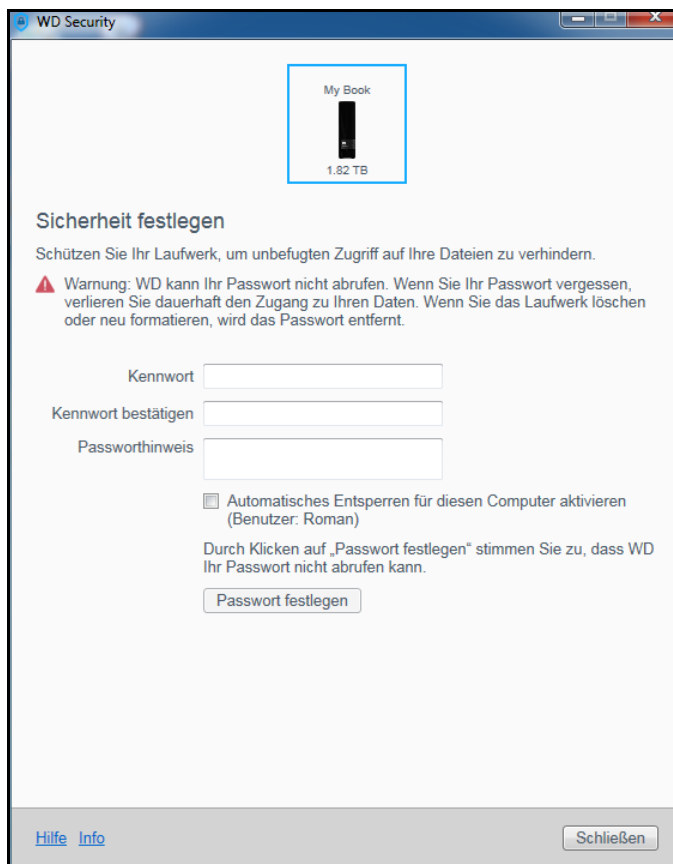 WD Security
My Book
1.82 TB
Sicherheit festlegen
Schützen Sie Ihr Laufwerk, um unbefugten Zugriff auf Ihre Dateien zu verhindern.
Warnung: WD kann Ihr Passwort nicht abrufen. Wenn Sie Ihr Passwort vergessen,
verlieren Sie dauerhaft den Zugang zu Ihren Daten. Wenn Sie das Laufwerk löschen
oder neu formatieren, wird das Passwort entfernt.
Kennwort
Kennwort bestätigen
Passworthinweis
Automatisches Entsperren für diesen Computer aktivieren
(Benutzer: Roman)
Durch Klicken auf „Passwort festlegen“ stimmen Sie zu, dass WD
Ihr Passwort nicht abrufen kann.
Passwort festlegen
Hilfe Info
Schließen